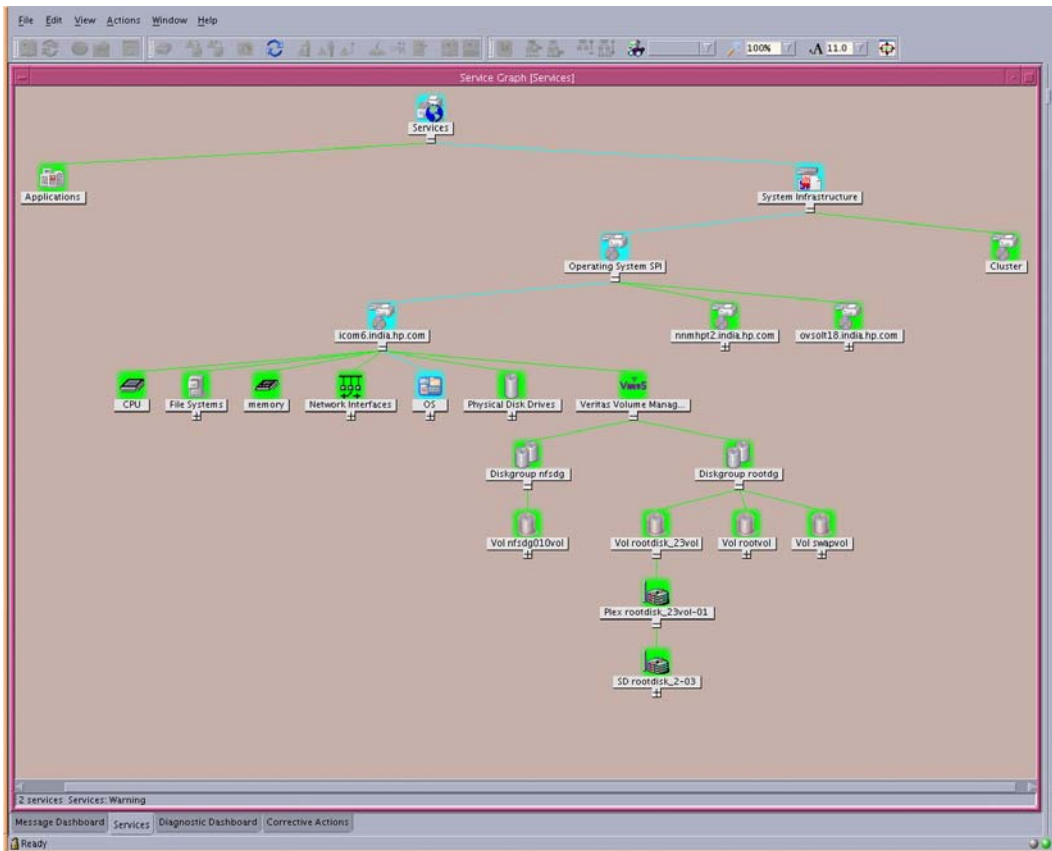 File Edit View Actions Window Help
100% A 11.0
Service Graph [Services]
Services
Applications
System Infrastructure
Operating System SPI
Cluster
icom6.india.hp.com
nnmhpt2.india.hp.com
ovsolt18.india.hp.com
CPU
File Systems
memory
Network Interfaces
OS
Physical Disk Drives
Veritas Volume Manag...
Diskgroup nfsdg
Diskgroup rootdg
Vol nfsdg010vol
Vol rootdisk_23vol
Vol rootvol
Vol swapvol
Plex rootdisk_23vol-01
SD rootdisk_2-03
2 services Services: Warning
Message Dashboard Services Diagnostic Dashboard Corrective Actions
Ready